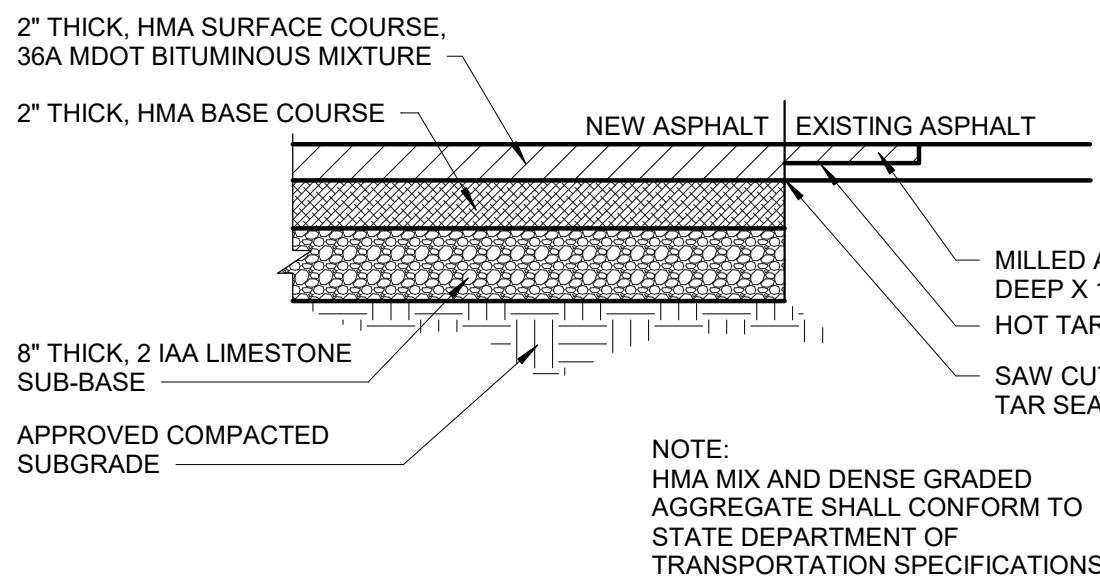 2" THICK, HMA SURFACE COURSE,
36A MDOT BITUMINOUS MIXTURE
2" THICK, HMA BASE COURSE
NEW ASPHALT
EXISTING ASPHALT
MILLED
DEEP X
HOT TAR
SAW CUT
TAR
8" THICK, 2 IAA LIMESTONE
SUB-BASE
APPROVED COMPACTED
SUBGRADE
NOTE:
HMA MIX AND DENSE GRADED
AGGREGATE SHALL CONFORM TO
STATE DEPARTMENT OF
TRANSPORTATION SPECIFICATIONS